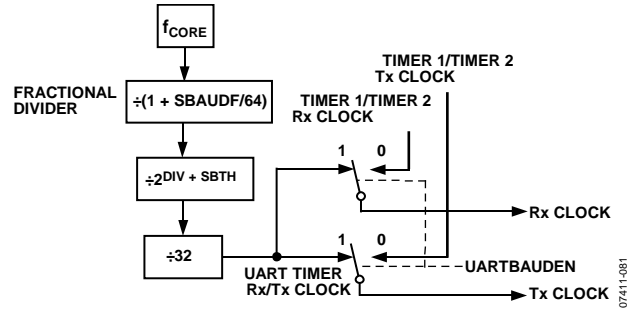 fCORE
FRACTIONAL
DIVIDER
÷(1 + SBAUDF/64)
÷2DIV + SBTH
÷32
TIMER 1/TIMER 2
Tx CLOCK
TIMER 1/TIMER 2
Rx CLOCK
1 0
Rx CLOCK
1 0
UART TIMER
Rx/Tx CLOCK
UARTBAUDEN
Tx CLOCK
07411-081